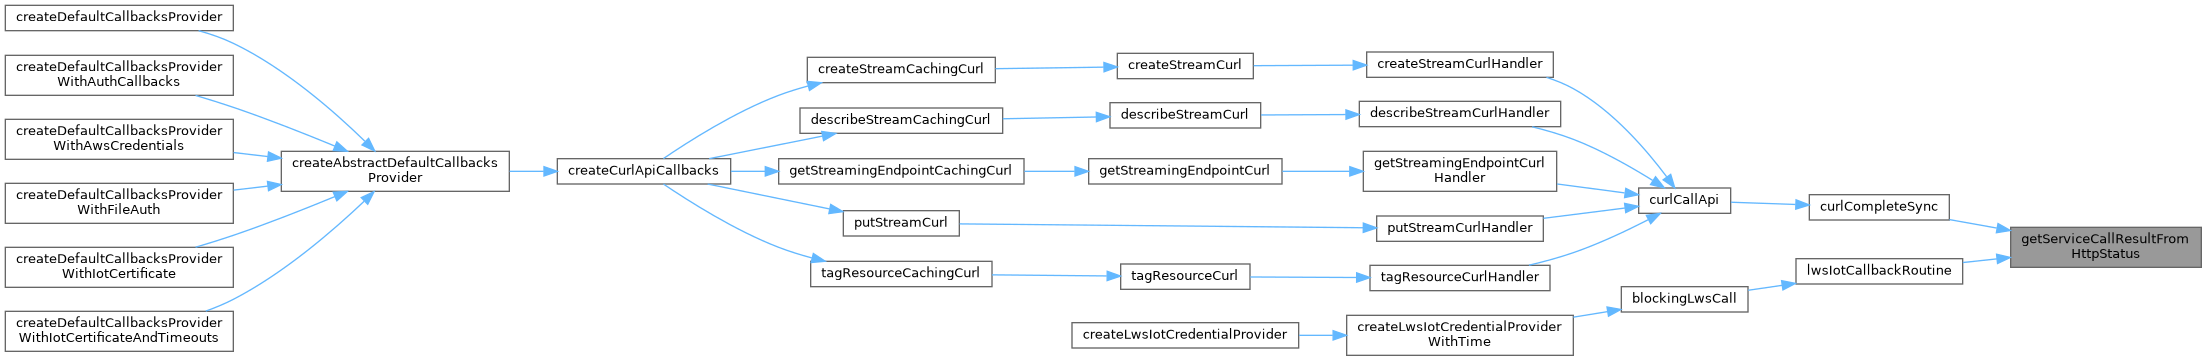 createDefaultCallbacksProvider
createDefaultCallbacksProvider
WithAuthCallbacks
createDefaultCallbacksProvider
WithAwsCredentials
createDefaultCallbacksProvider
WithFileAuth
createDefaultCallbacksProvider
WithIotCertificate
createDefaultCallbacksProvider
WithIotCertificateAndTimeouts
createAbstractDefaultCallbacks
Provider
createCurlApiCallbacks
createStreamCachingCurl
describeStreamCachingCurl
getStreamingEndpointCachingCurl
putStreamCurl
tagResourceCachingCurl
createStreamCurl
describeStreamCurl
getStreamingEndpointCurl
tagResourceCurl
createLwsIotCredentialProvider
createStreamCurlHandler
describeStreamCurlHandler
getStreamingEndpointCurl
Handler
putStreamCurlHandler
tagResourceCurlHandler
createLwsIotCredentialProvider
WithTime
curlCallApi
blockingLwsCall
curlCompleteSync
lwsIotCallbackRoutine
getServiceCallResultFrom
HttpStatus